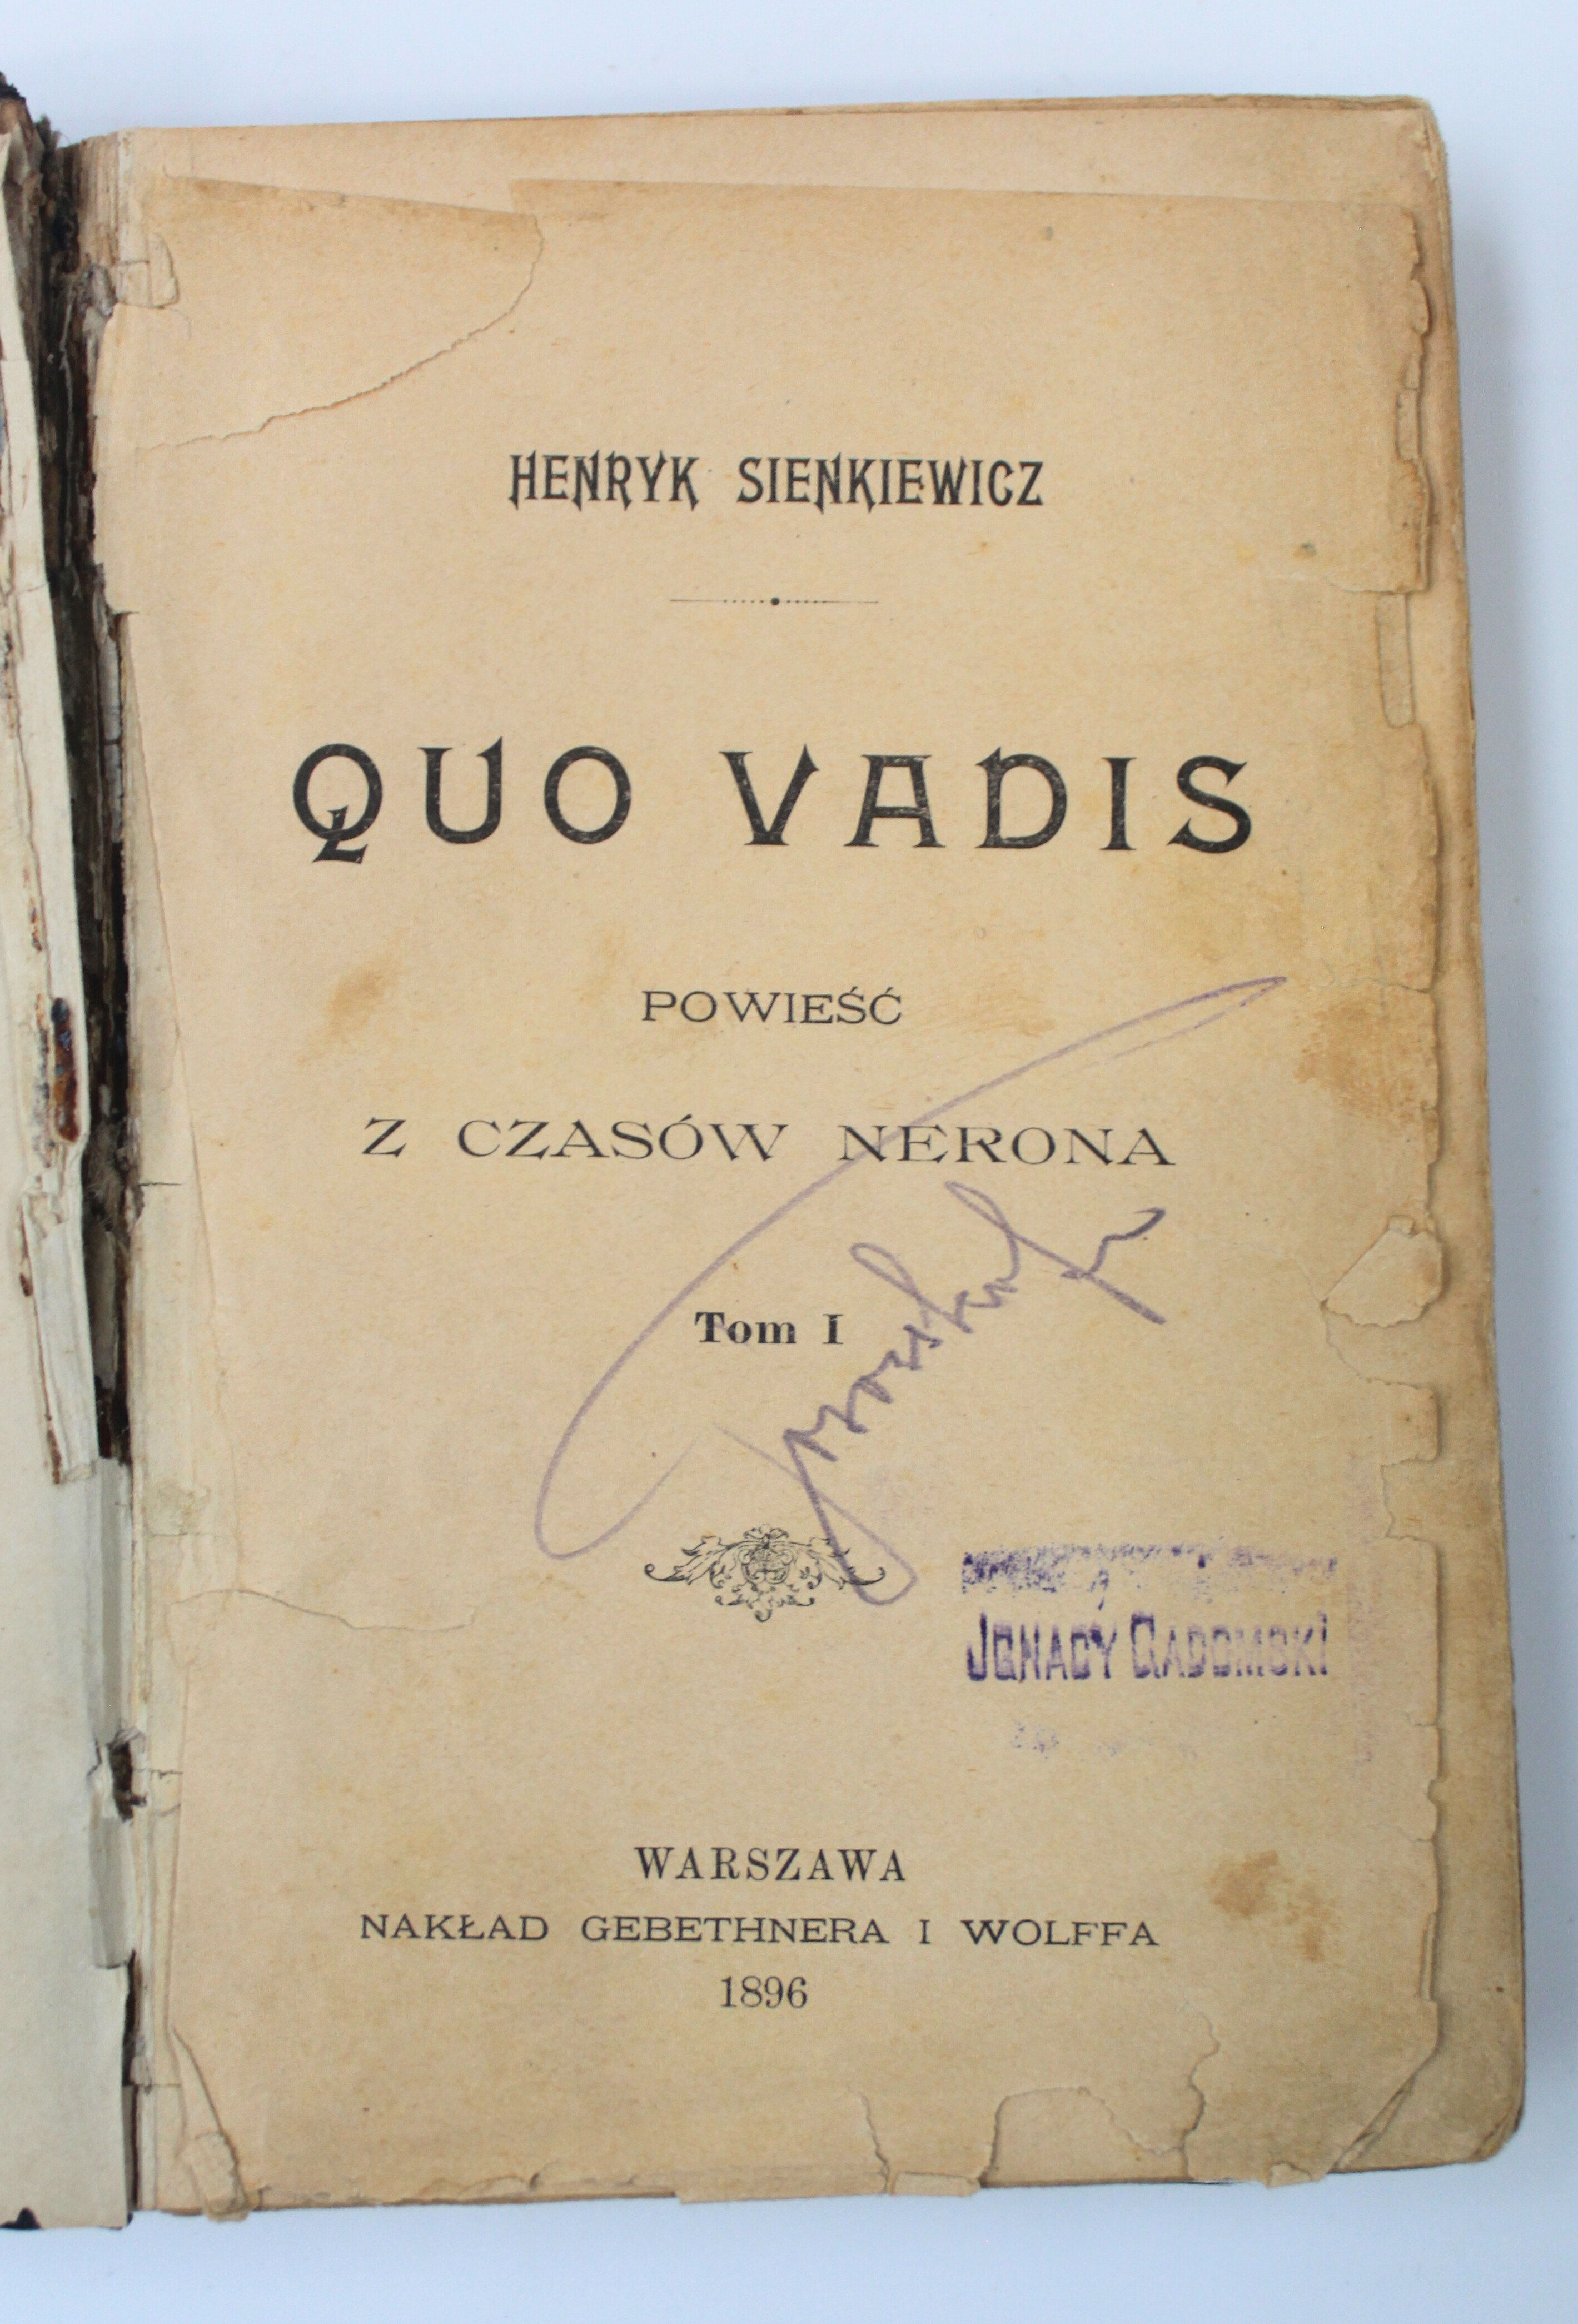 HENRYK SIENKIEWICZ
QUO VADIS
POWIEŚĆ
Z CZASÓW NERONA
Tom I
JGNACY GADOMSKI
WARSZAWA
NAKŁAD GEBETHNERA I WOLFFA
1896